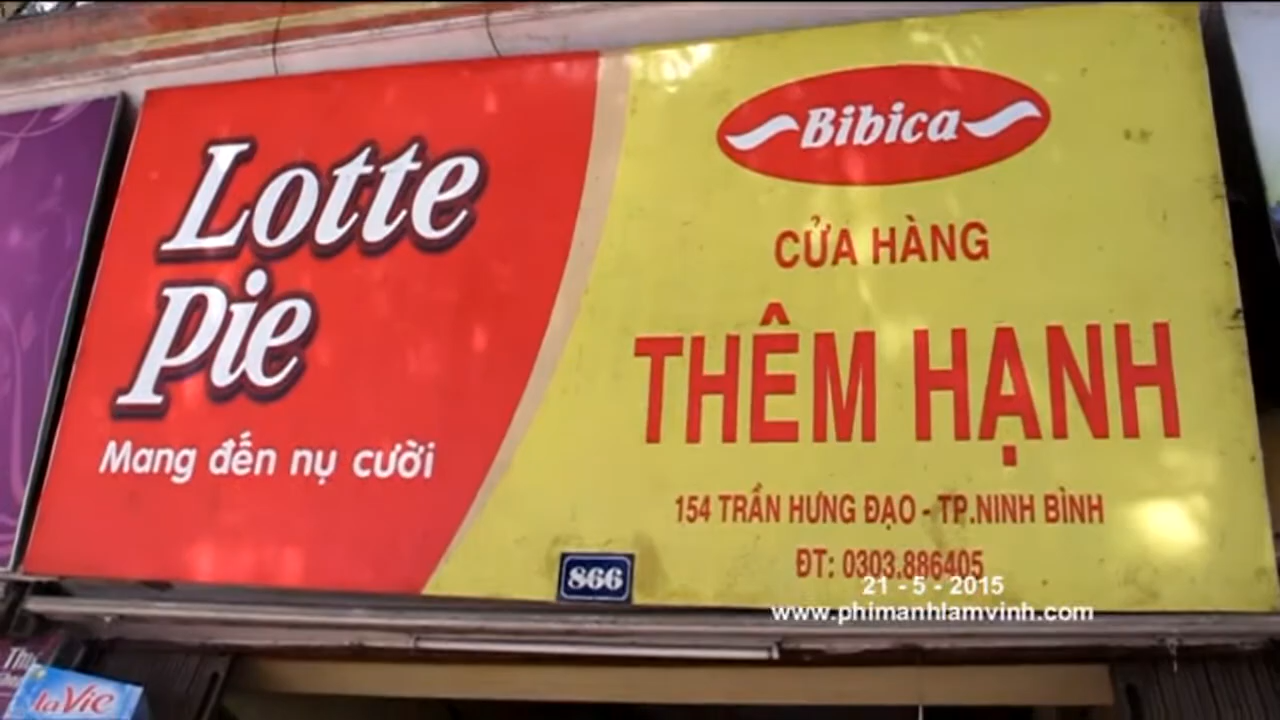 Lotte
Pie
Mang đến nụ cười
Bibica
CỬA HÀNG
THÊM HẠNH
154 TRẦN HƯNG ĐẠO - TP.NINH BÌNH
ĐT: 0303.886405
866
21 - 5 - 2015
www.phimanhlamvinh.com
laVie